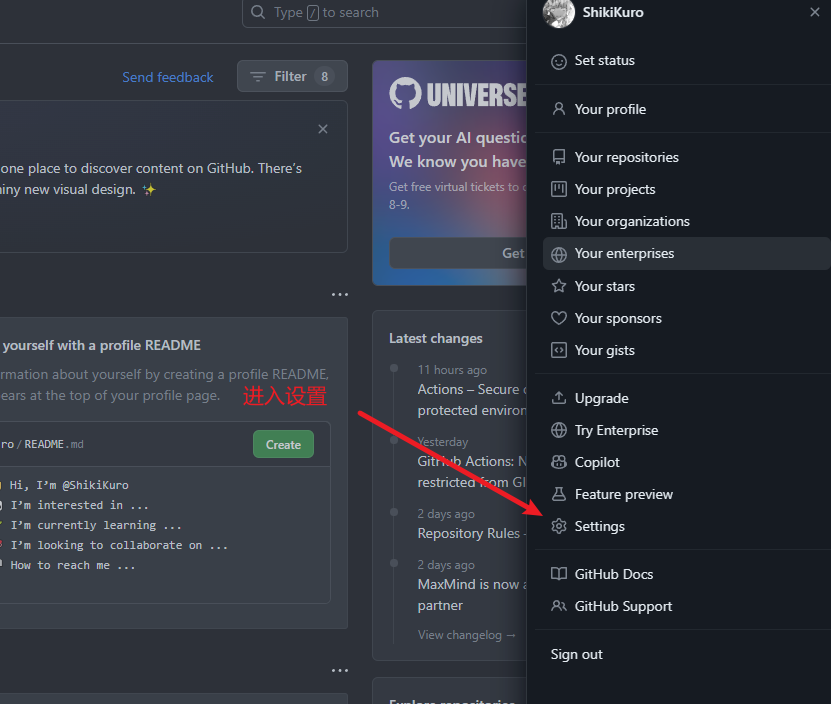 Type / to search
Send feedback
Filter 8
one place to discover content on GitHub. There's
new visual design. ✨
UNIVERSE
Get your AI
We know you have
Get free virtual tickets to
8-9.
Get
yourself with a profile README
about yourself by creating a profile README,
at the top of your profile page.
进入设置
/README.md
Create
Hi, I'm @ShikiKuro
I'm interested in ...
I'm currently learning ...
I'm looking to collaborate on ...
How to reach me ...
Latest changes
11 hours ago
Actions – Secure
protected
Yesterday
GitHub Actions:
restricted from
2 days ago
Repository Rules -
2 days ago
MaxMind is now a
partner
View changelog →
Explore repositories
ShikiKuro
Set status
Your profile
Your repositories
Your projects
Your organizations
Your enterprises
Your stars
Your sponsors
Your gists
Upgrade
Try Enterprise
Copilot
Feature preview
Settings
GitHub Docs
GitHub Support
Sign out